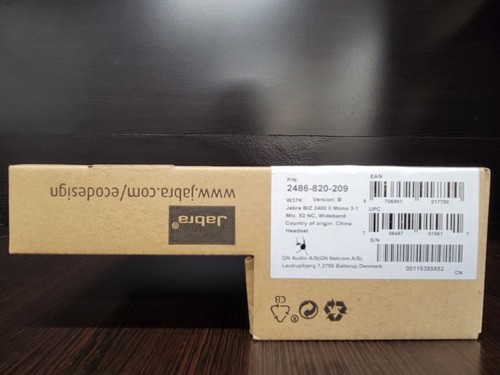 www.jabra.com/ecodesign
Jabra®
P/N:
2486-820-209
W37K Version: B
Jabra BIZ 2400 II Mono 3-1
Mic. 82 NC, Wideband
Country of origin: China
Headset
GN Audio A/S(GN Netcom A/S),
Lautrupbjerg 7,2750 Ballerup,Denmark
EAN
UPC
S/N
CN
CB